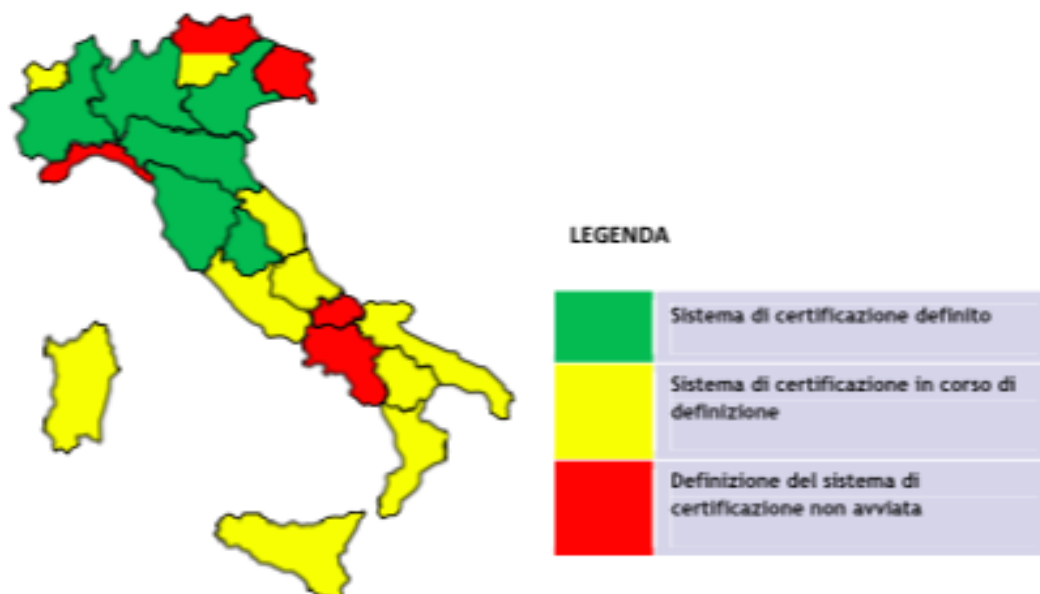 LEGENDA
Sistema di certificazione definito
Sistema di certificazione in corso di
definizione
Definizione del sistema di
certificazione non avviata